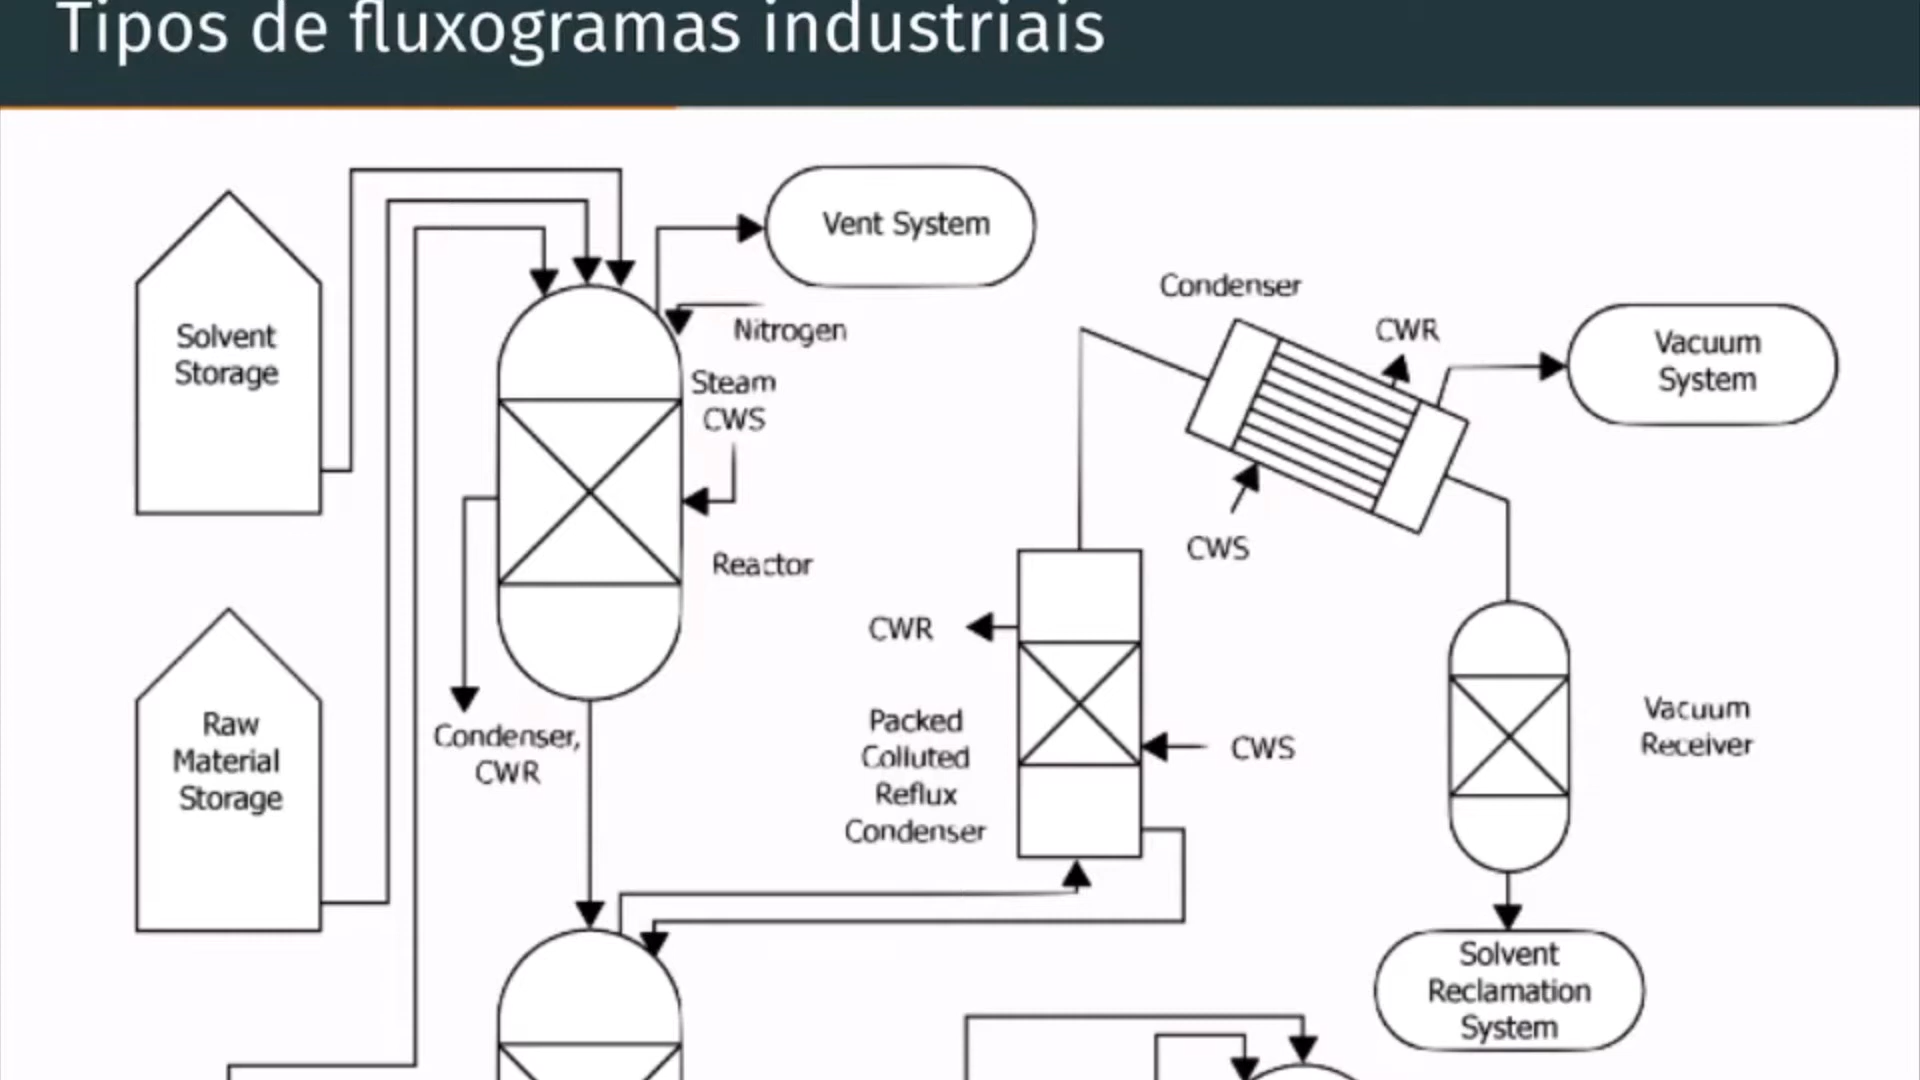 Tipos de fluxogramas industriais
Vent System
Condenser
Nitrogen
CWR
Solvent
Storage
Vacuum
System
Steam
CWS
CWS
Reactor
CWR
Raw
Material
Storage
Condenser,
CWR
Packed
Colluted
Reflux
Condenser
CWS
Vacuum
Receiver
Solvent
Reclamation
System